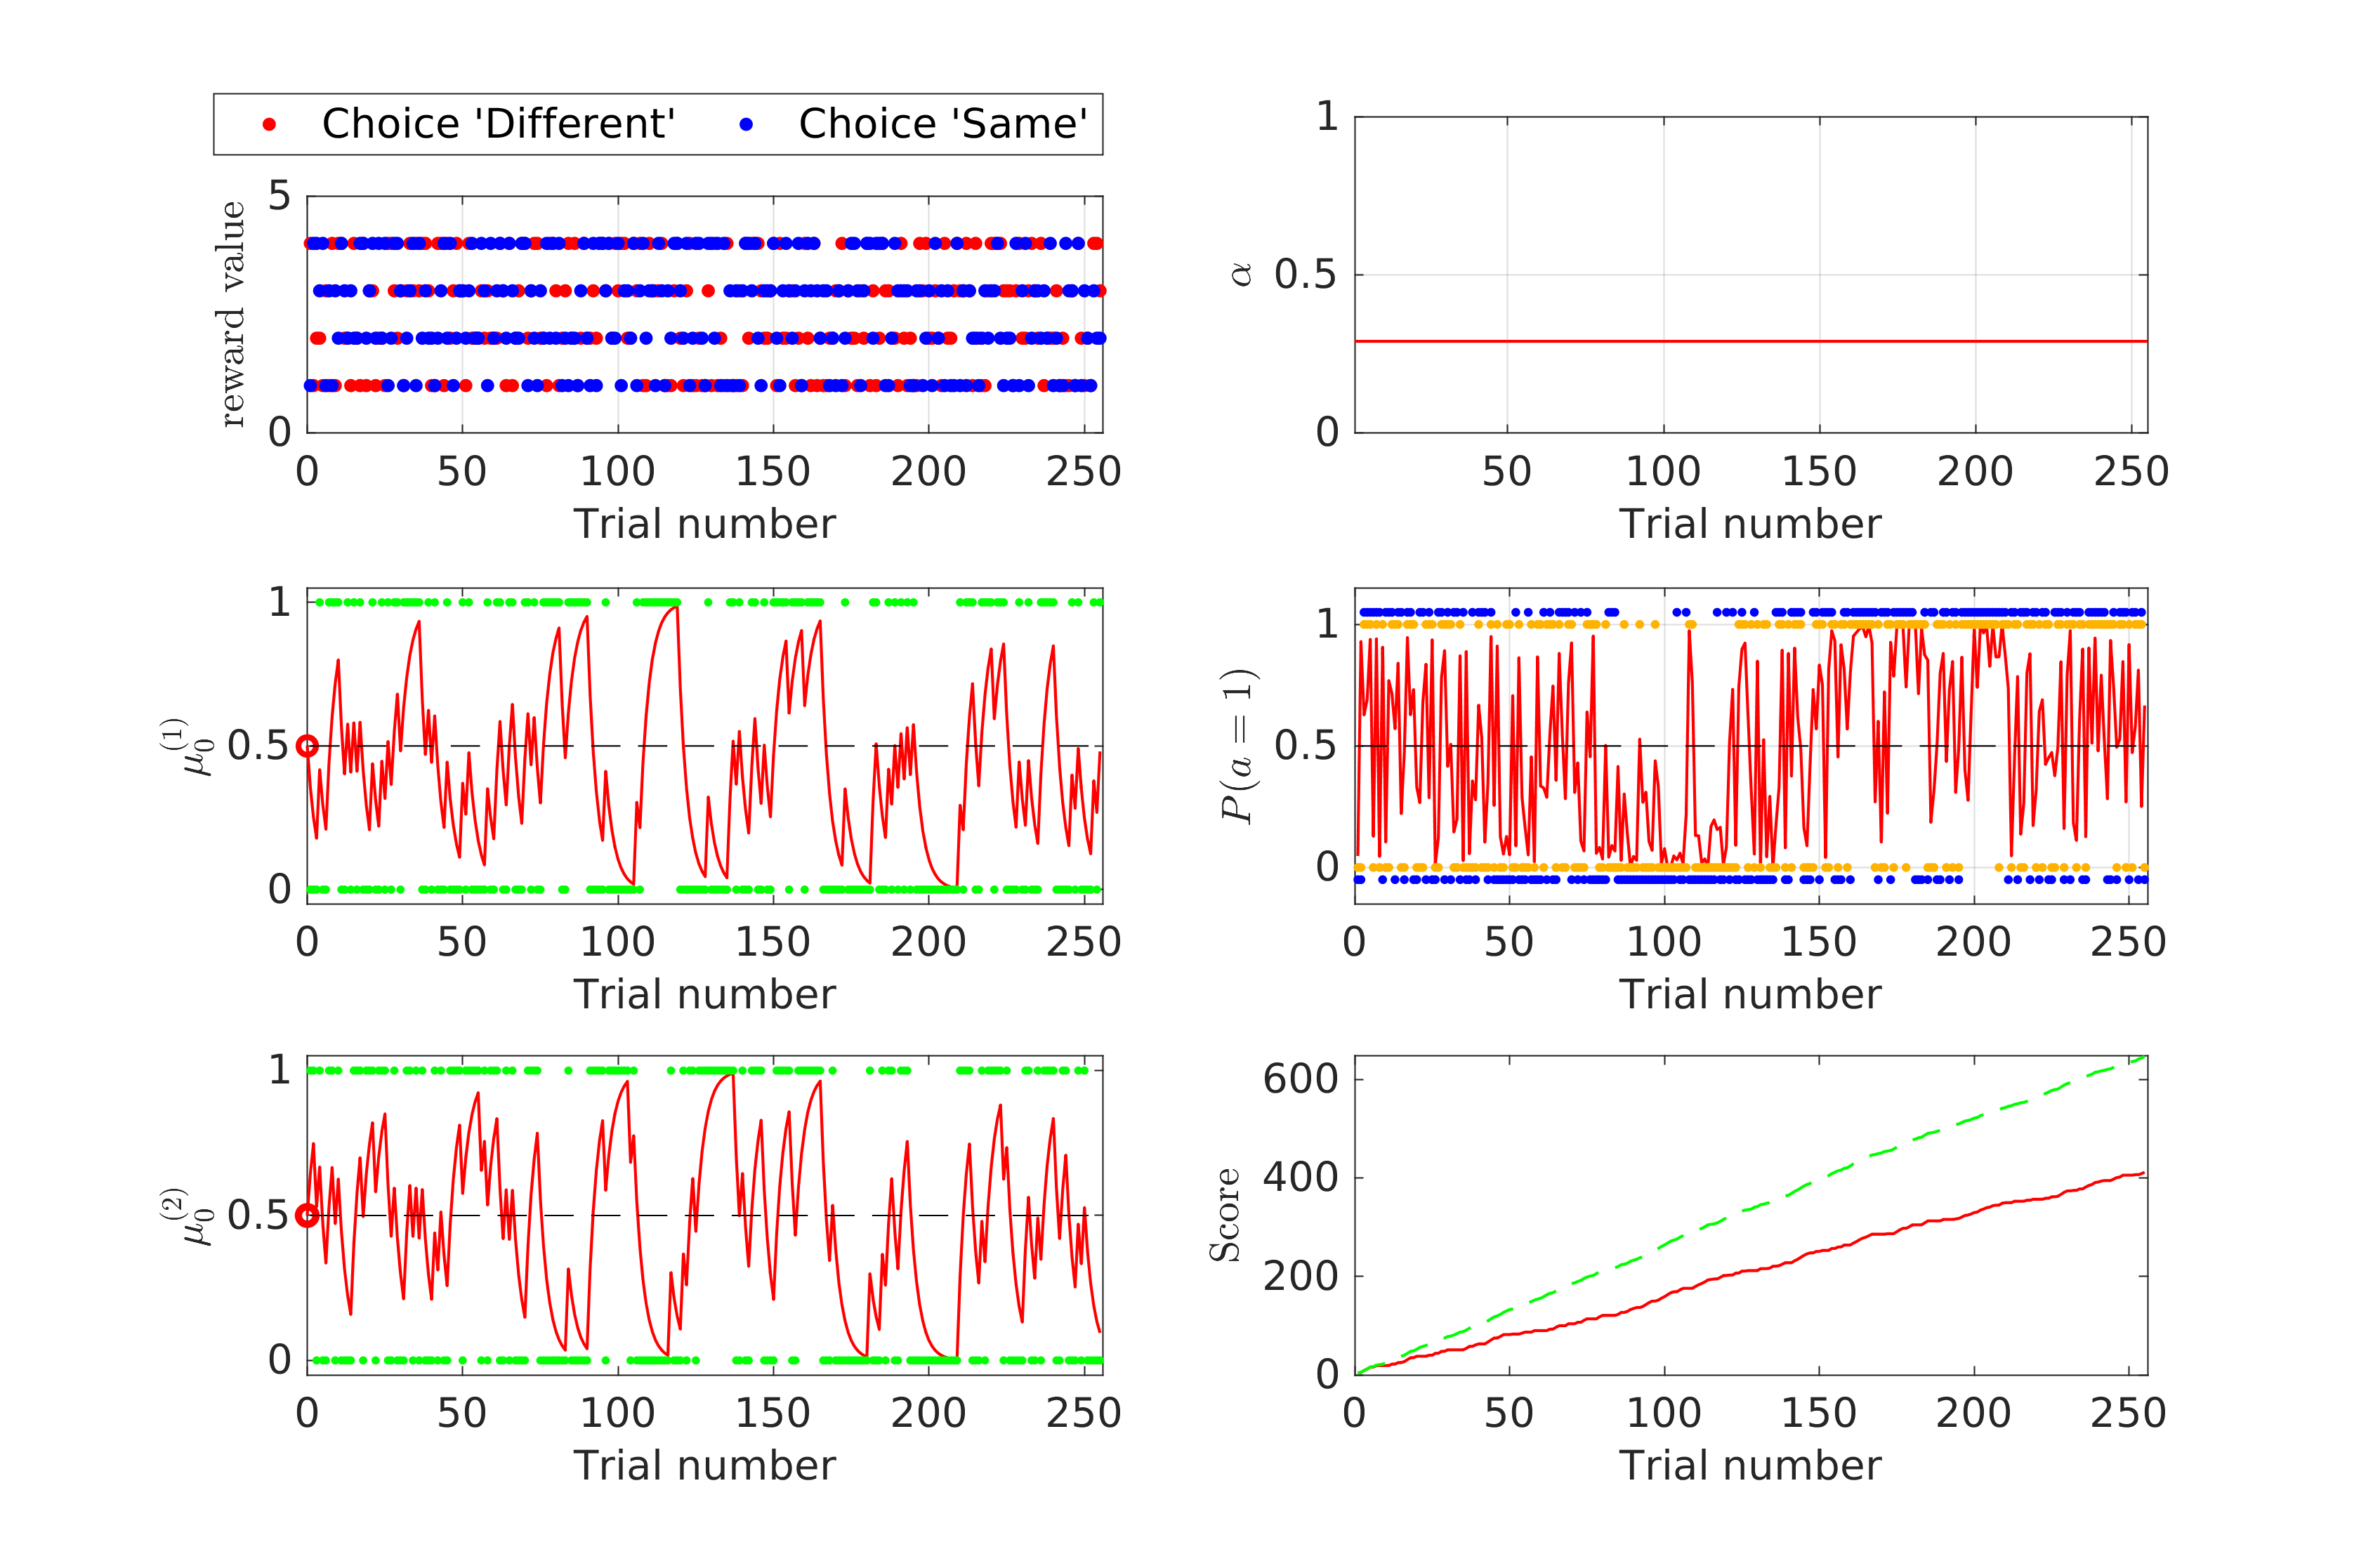 Choice 'Different' Choice 'Same'
5
0
reward value
0 50 100 150 200 250
Trial number
1
0.5
0
α
50 100 150 200 250
Trial number
1
0.5
0
μ₀⁽¹⁾
0 50 100 150 200 250
Trial number
1
0.5
0
P(a = 1)
0 50 100 150 200 250
Trial number
1
0.5
0
μ₀⁽²⁾
0 50 100 150 200 250
Trial number
600
400
200
0
Score
0 50 100 150 200 250
Trial number